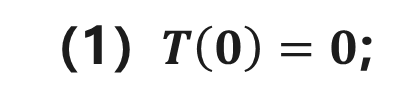 (1) T(0) = 0;